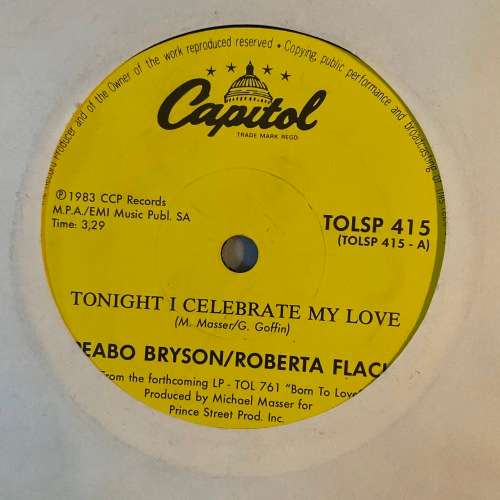 Producer and of the Owner of the work reproduced reserved • Copying, public performance and broadcasting of this
Capitol
TRADE MARK REGD.
℗ 1983 CCP Records
M.P.A./EMI Music Publ. SA
Time: 3,29
TOLSP 415
(TOLSP 415 - A)
TONIGHT I CELEBRATE MY LOVE
(M. Masser/G. Goffin)
PEABO BRYSON/ROBERTA FLACK
From the forthcoming LP - TOL 761 "Born To Love
Produced by Michael Masser for
Prince Street Prod. Inc.